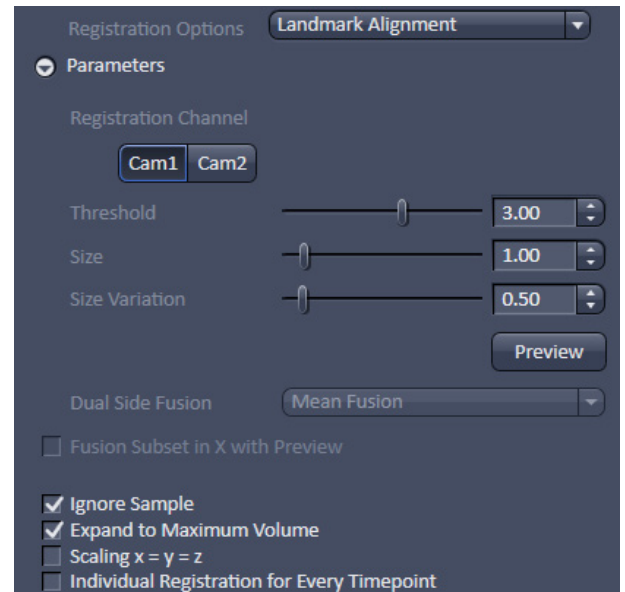 Registration Options Landmark Alignment
Parameters
Registration Channel
Cam1 Cam2
Threshold 3.00
Size 1.00
Size Variation 0.50
Preview
Dual Side Fusion Mean Fusion
Fusion Subset in X with Preview
Ignore Sample
Expand to Maximum Volume
Scaling x = y = z
Individual Registration for Every Timepoint